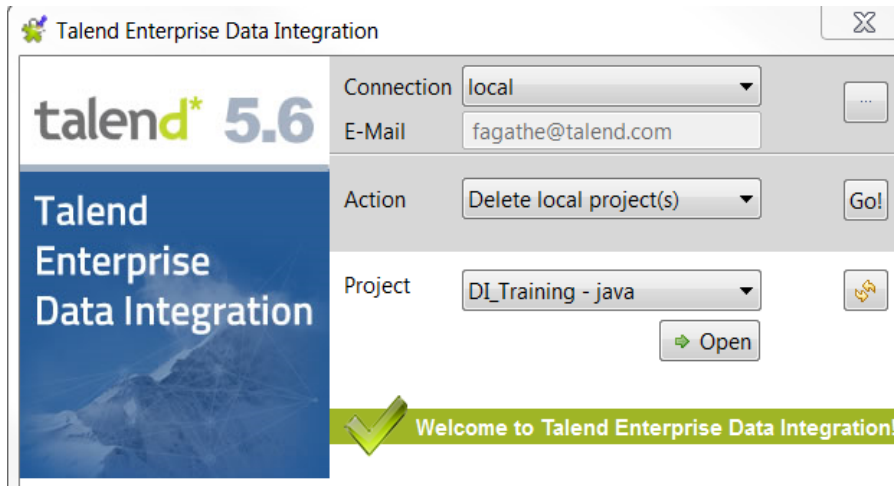 Talend Enterprise Data Integration
talend* 5.6
Talend
Enterprise
Data Integration
Connection local ...
E-Mail fagathe@talend.com
Action Delete local project(s) Go!
Project DI_Training - java
Open
Welcome to Talend Enterprise Data Integration!